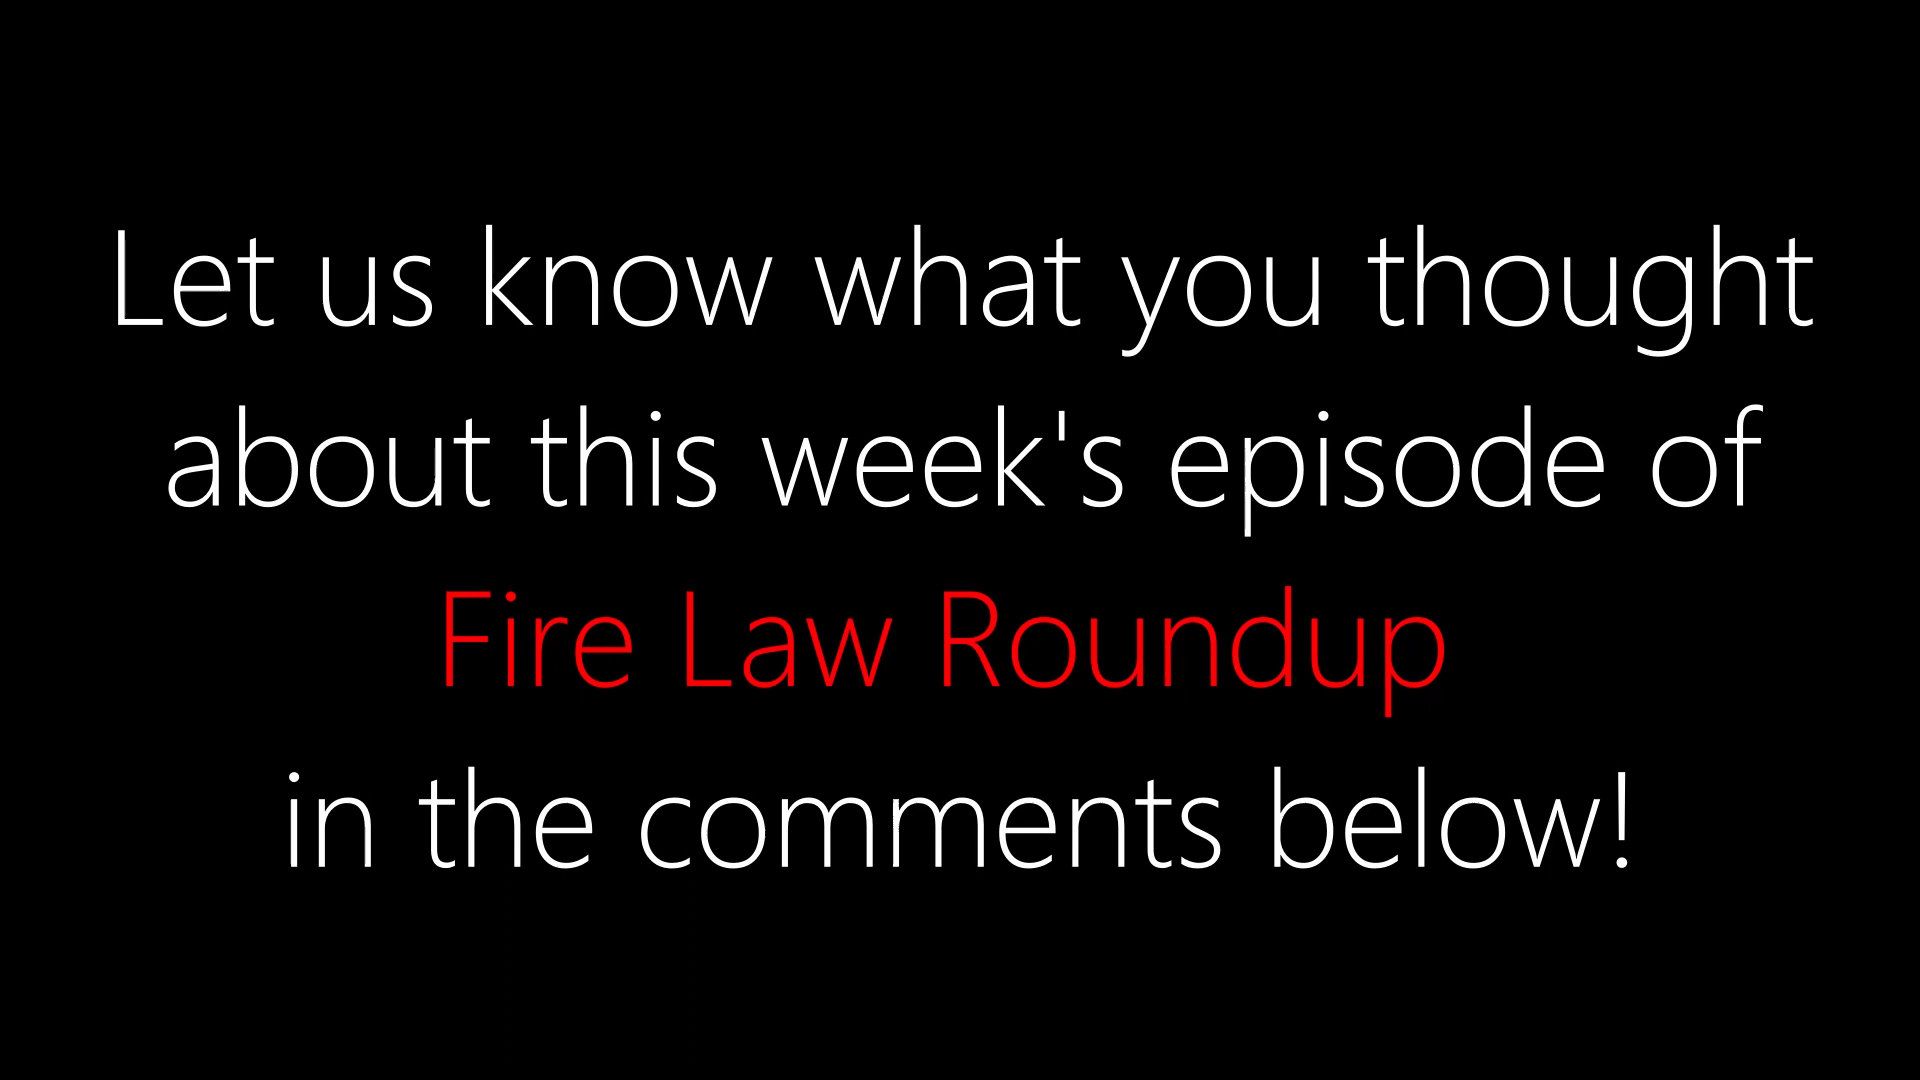 Let us know what you thought
about this week's episode of
Fire Law Roundup
in the comments below!